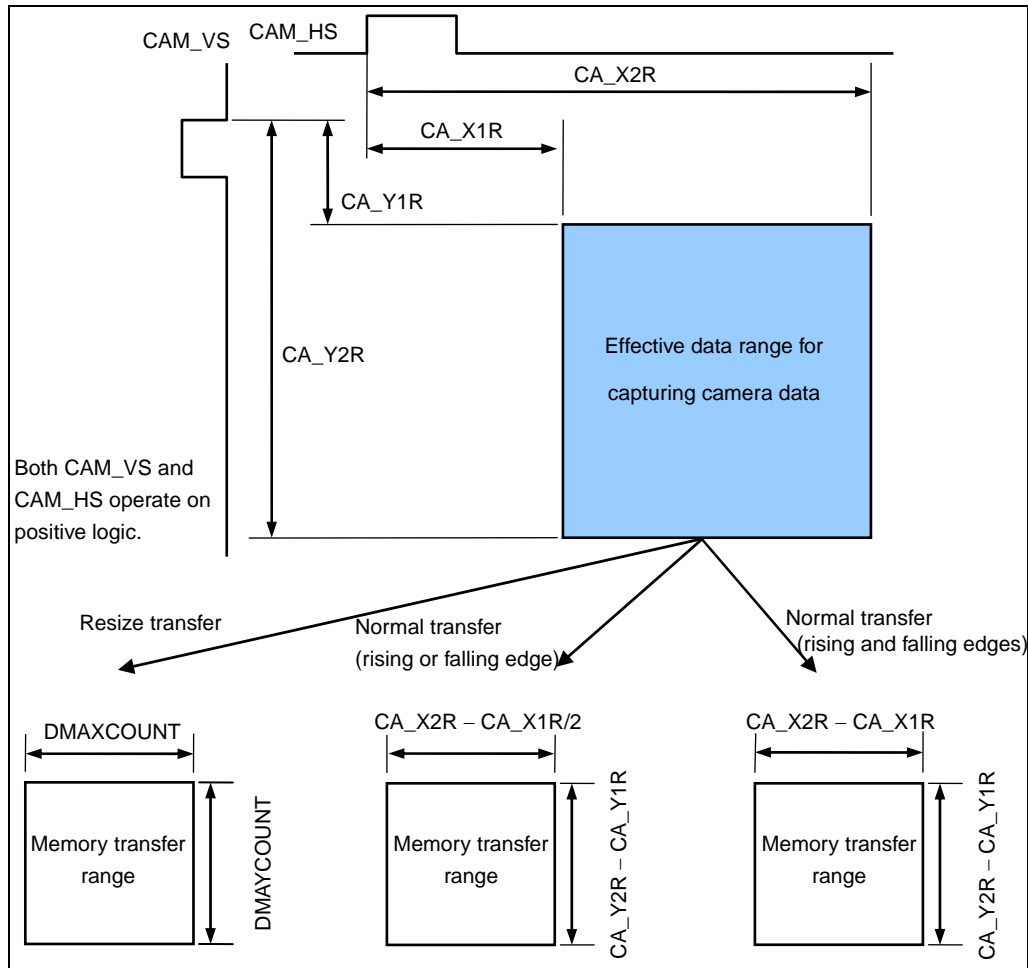 CAM_VS
CAM_HS
CA_X2R
CA_X1R
CA_Y1R
CA_Y2R
Effective data range for
capturing camera data
Both CAM_VS and
CAM_HS operate on
positive logic.
Resize transfer
Normal transfer
(rising or falling edge)
Normal transfer
(rising and falling edges)
DMAXCOUNT
Memory transfer
range
DMAYCOUNT
CA_X2R – CA_X1R/2
Memory transfer
range
CA_Y2R – CA_Y1R
CA_X2R – CA_X1R
Memory transfer
range
CA_Y2R – CA_Y1R